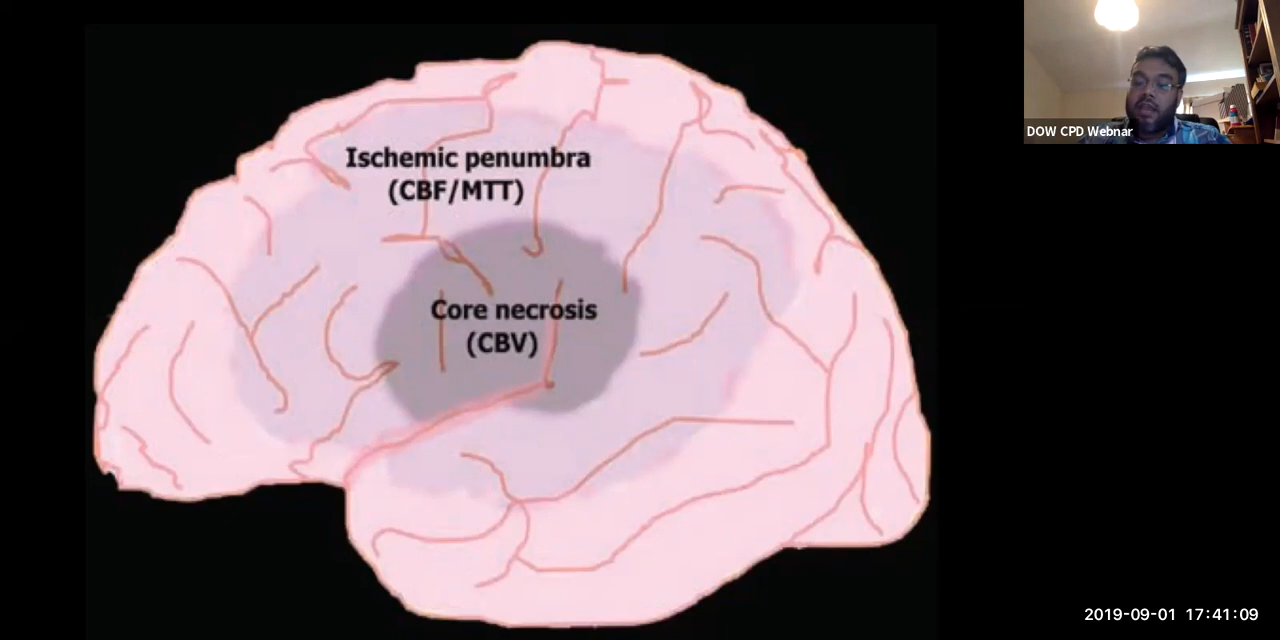 Ischemic penumbra
(CBF/MTT)
Core necrosis
(CBV)
DOW CPD Webnar
2019-09-01 17:41:09